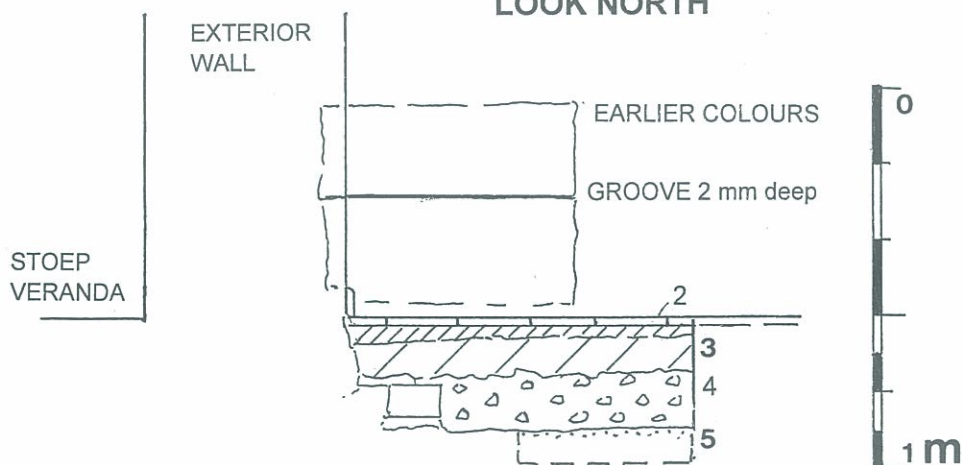 LOOK NORTH
EXTERIOR
WALL
0
EARLIER COLOURS
GROOVE 2 mm deep
STOEP
VERANDA
2
3
4
5
1 m